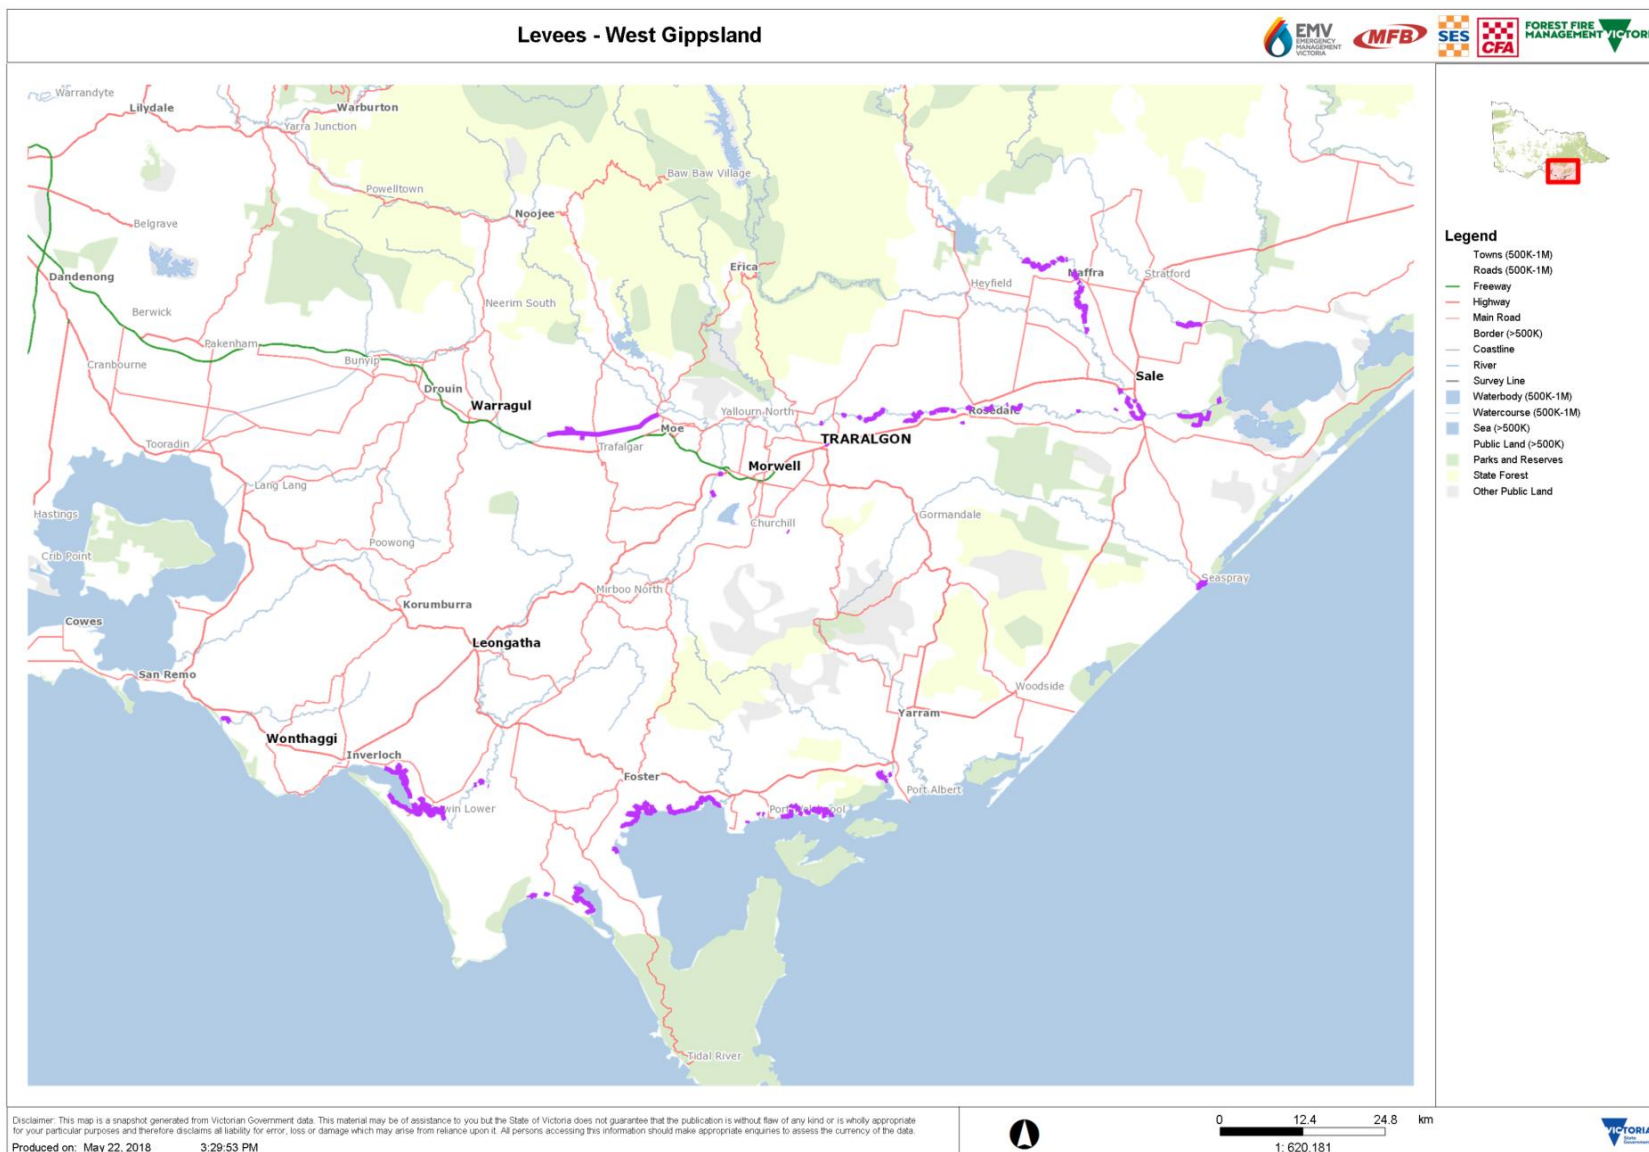 Levees - West Gippsland
EMV
EMERGENCY
MANAGEMENT
VICTORIA
MFB
SES
CFA
FOREST FIRE
MANAGEMENT
VICTORI
Warrandyte
Lilydale
Warburton
Yarra Junction
Baw Baw Village
Powelltown
Noojee
Belgrave
Dandenong
Erica
Maffra
Stratford
Heyfield
Neerim South
Berwick
Pakenham
Bunyip
Cranbourne
Drouin
Sale
Warragul
Yallourn North
Rosedale
Moe
TRARALGON
Tooradin
Trafalgar
Morwell
Lang Lang
Hastings
Gormandale
Churchill
Poowong
Crib Point
Seaspray
Mirboo North
Korumburra
Cowes
Leongatha
San Remo
Woodside
Yarram
Wonthaggi
Inverloch
Foster
Port Albert
win Lower
Port Welshpool
Tidal River
Legend
Towns (500K-1M)
Roads (500K-1M)
Freeway
Highway
Main Road
Border (>500K)
Coastline
River
Survey Line
Waterbody (500K-1M)
Watercourse (500K-1M)
Sea (>500K)
Public Land (>500K)
Parks and Reserves
State Forest
Other Public Land
Disclaimer: This map is a snapshot generated from Victorian Government data. This material may be of assistance to you but the State of Victoria does not guarantee that the publication is without flaw of any kind or is wholly appropriate
for your particular purposes and therefore disclaims all liability for error, loss or damage which may arise from reliance upon it. All persons accessing this information should make appropriate enquiries to assess the currency of the data.
Produced on: May 22, 2018 3:29:53 PM
0 12.4 24.8 km
1: 620,181
VICTORIA
State
Government